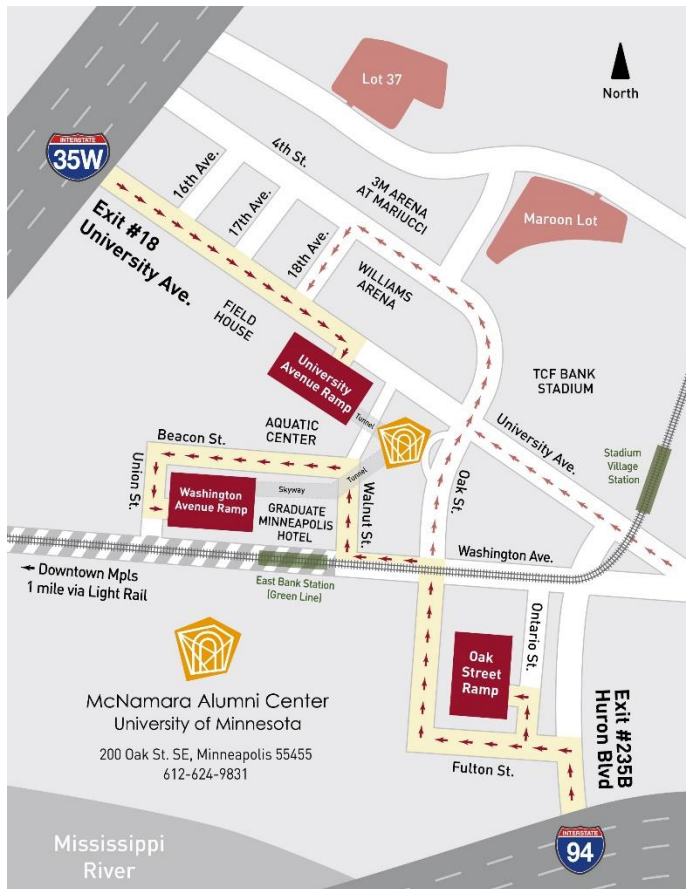 Lot 37
North
INTERSTATE
35W
4th St.
16th Ave.
17th Ave.
18th Ave.
3M ARENA
AT MARIUCCI
Maroon Lot
Exit #18
University Ave.
WILLIAMS
ARENA
FIELD
HOUSE
University
Avenue Ramp
TCF BANK
STADIUM
Tunnel
University Ave.
AQUATIC
CENTER
Beacon St.
Stadium
Village
Station
Union St.
Tunnel
Oak St.
Washington
Avenue Ramp
Skyway
Walnut St.
GRADUATE
MINNEAPOLIS
HOTEL
Washington Ave.
Downtown Mpls
1 mile via Light Rail
East Bank Station
(Green Line)
Ontario St.
Oak
Street
Ramp
McNamara Alumni Center
University of Minnesota
200 Oak St. SE, Minneapolis 55455
612-624-9831
Exit #235B
Huron Blvd
Fulton St.
Mississippi
River
INTERSTATE
94